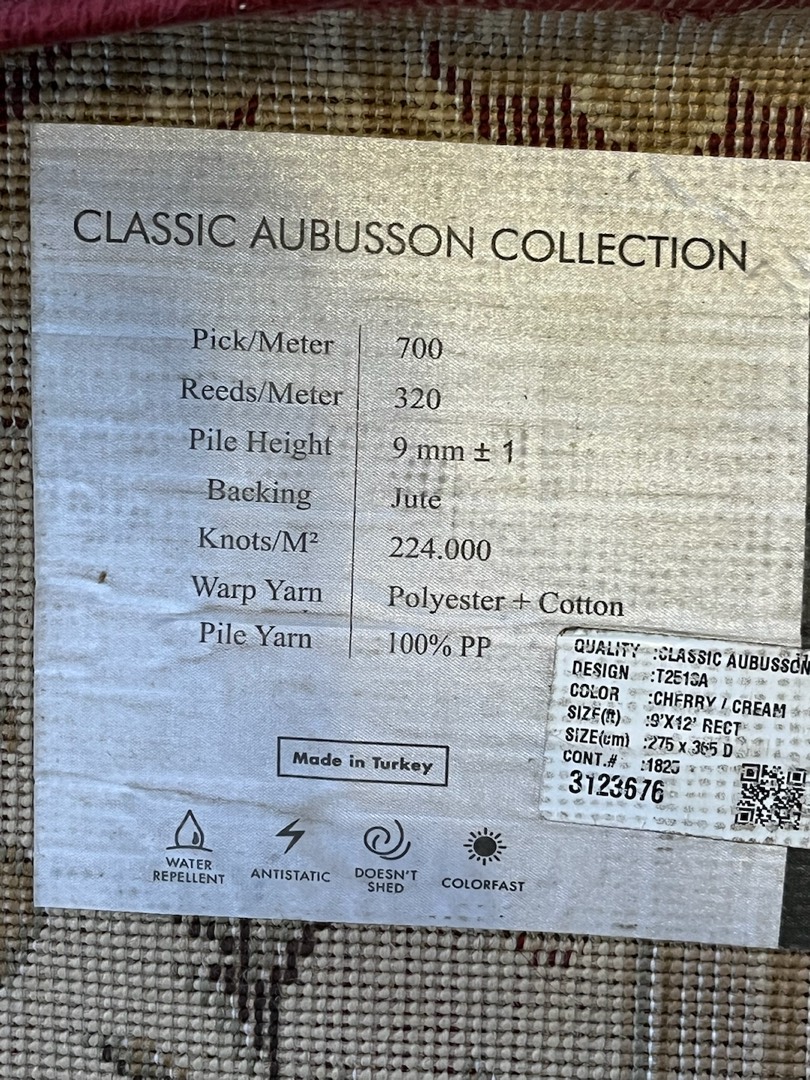 CLASSIC AUBUSSON COLLECTION
Pick/Meter 700
Reeds/Meter 320
Pile Height 9 mm ± 1
Backing Jute
Knots/M² 224.000
Warp Yarn Polyester + Cotton
Pile Yarn 100% PP
Made in Turkey
WATER
REPELLENT
ANTISTATIC
DOESN'T
SHED
COLORFAST
QUALITY :CLASSIC AUBUSSON
DESIGN :T2513A
COLOR :CHERRY / CREAM
SIZE(ft) :9'X12' RECT
SIZE(cm) :275 x 365 D
CONT.# :1825
3123676